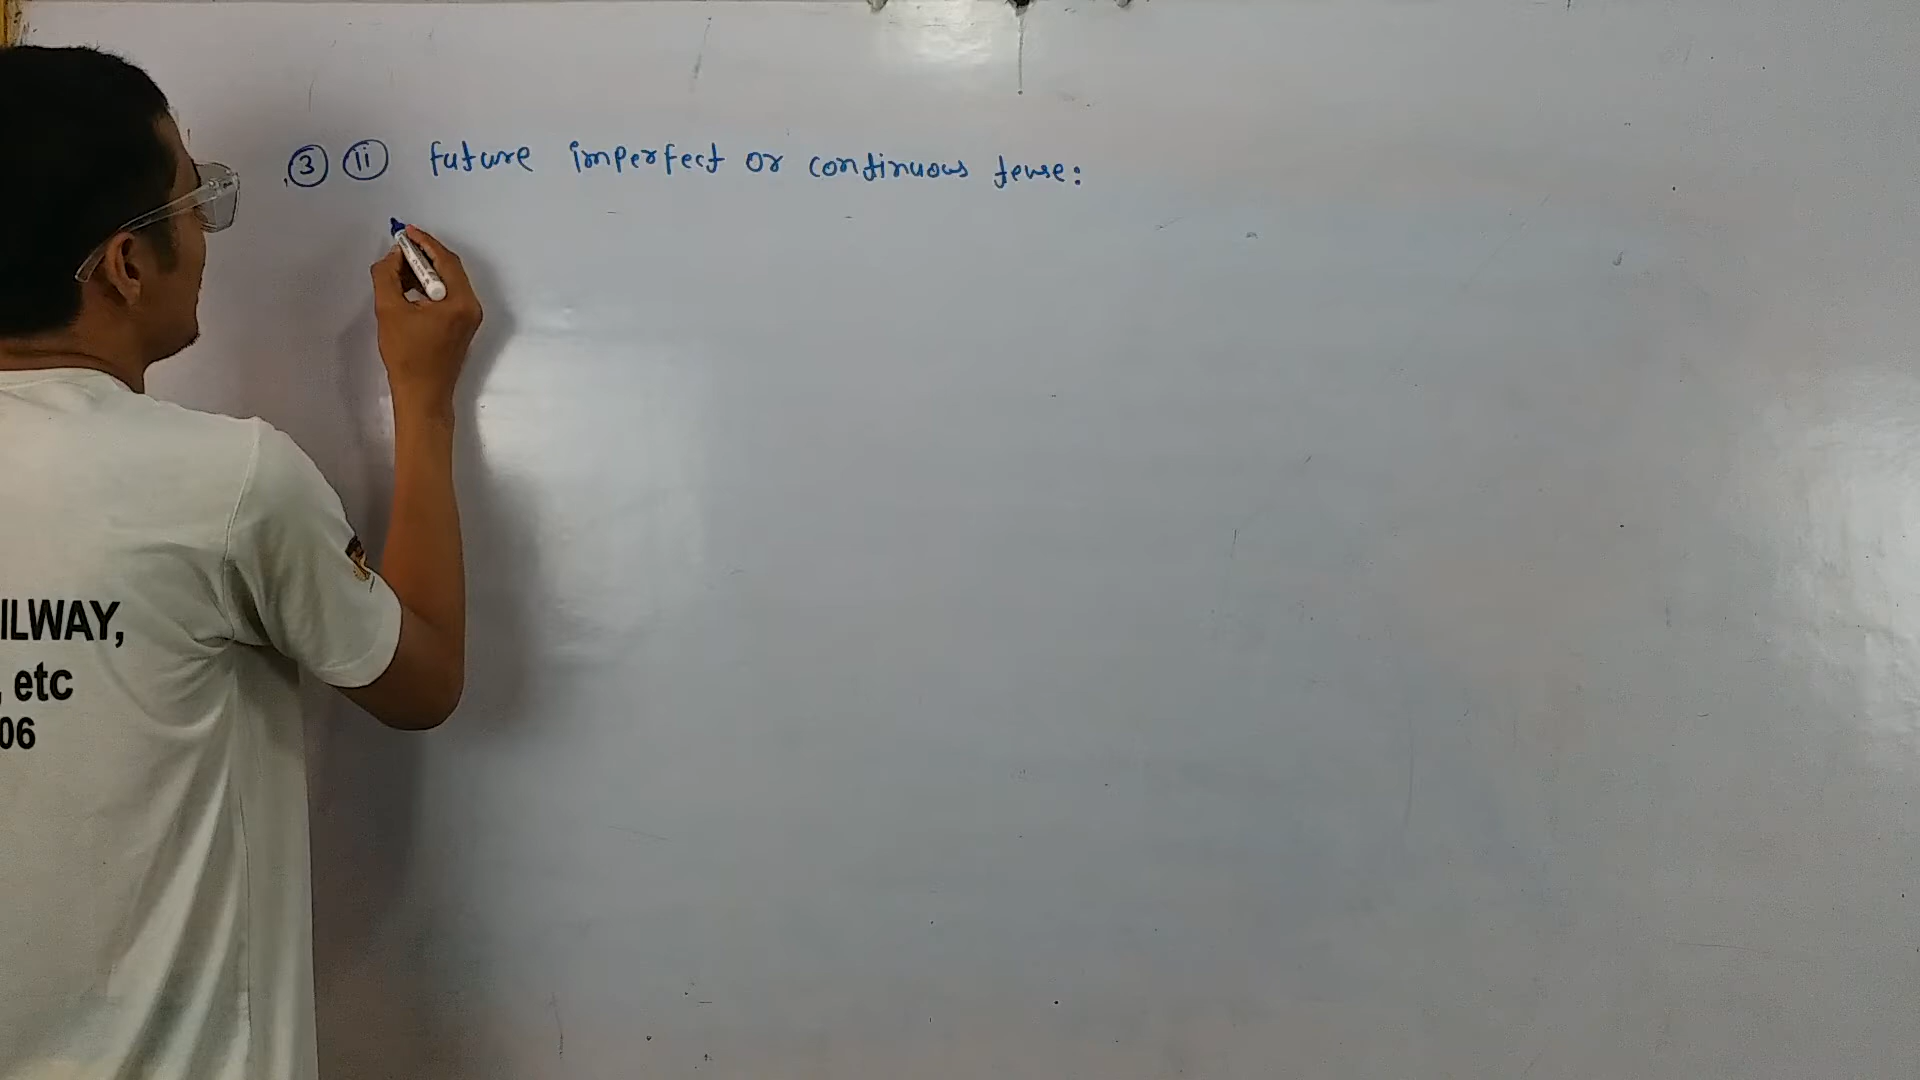 3 ii future imperfect or continuous tense:
ILWAY,
, etc
06